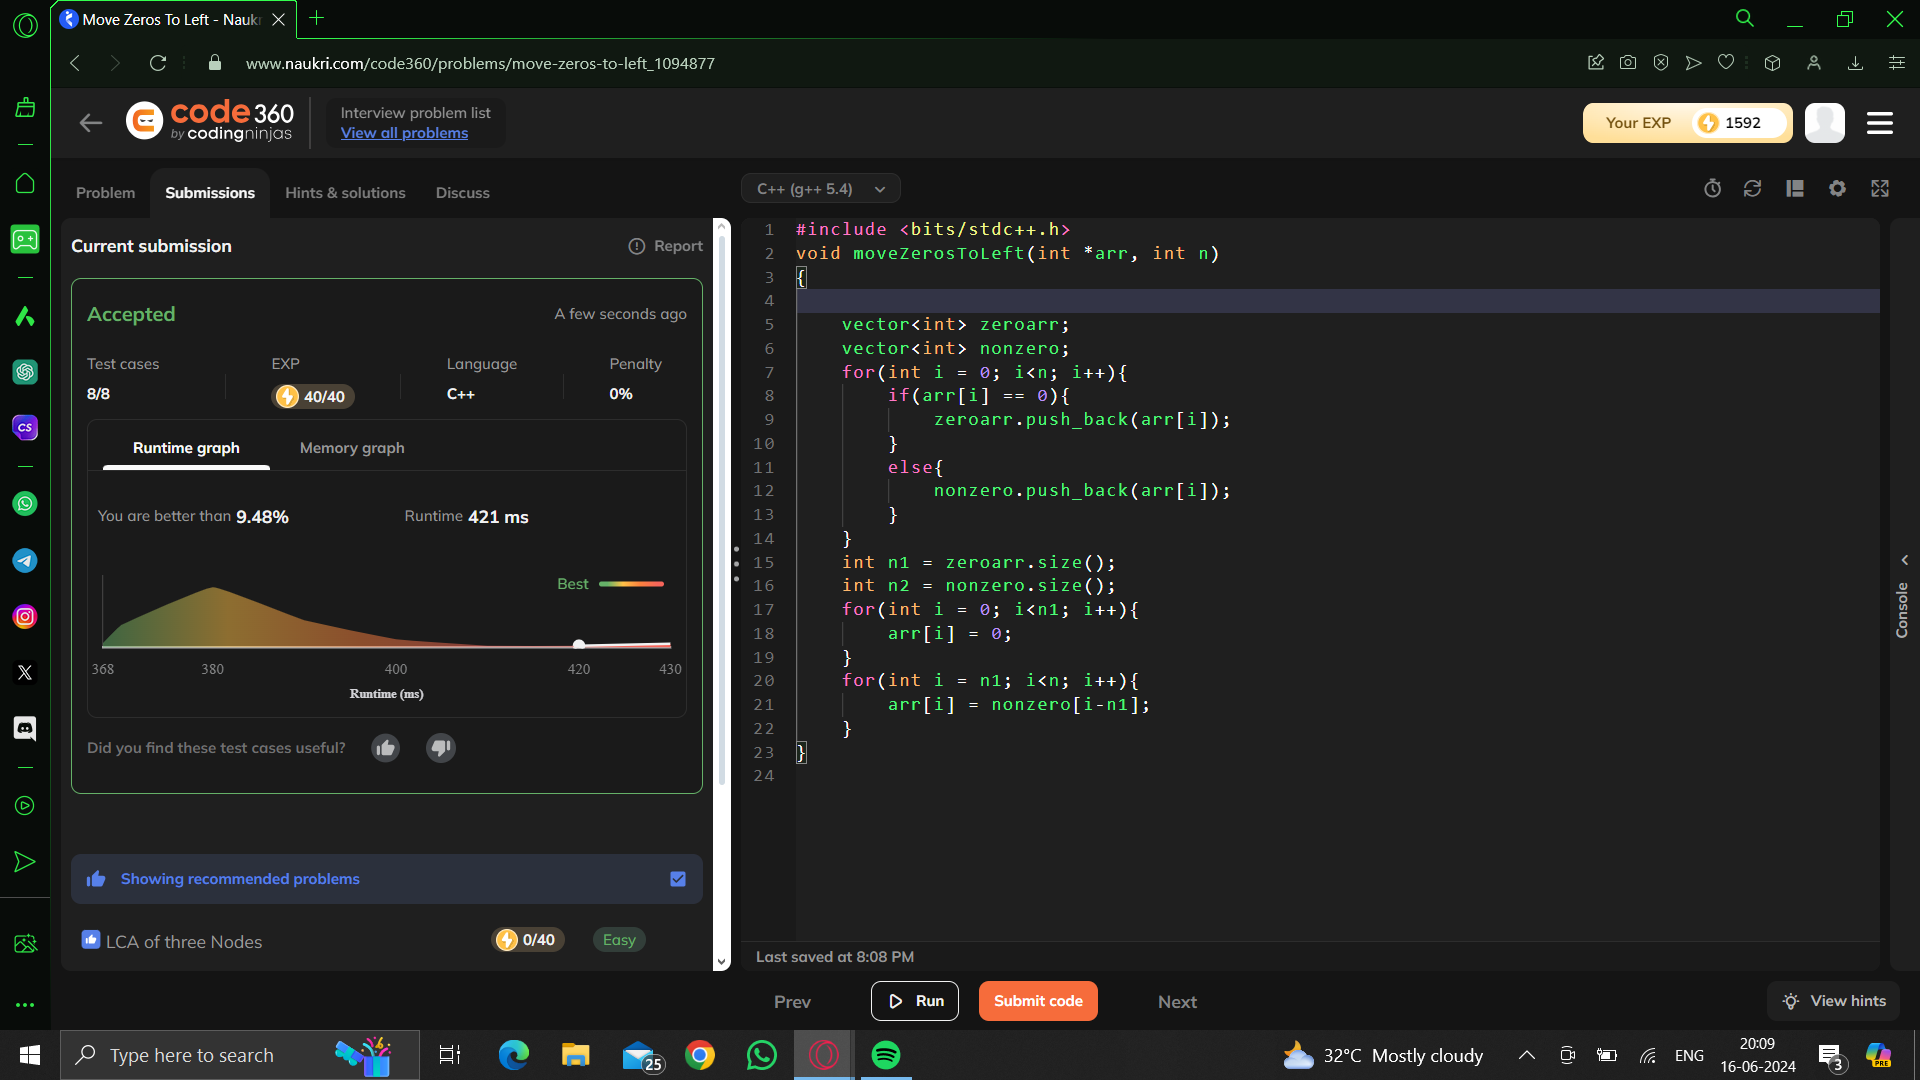 Move Zeros To Left - Nauk
www.naukri.com/code360/problems/move-zeros-to-left_1094877
code 360
by codingninjas
Interview problem list
View all problems
Your EXP 1592
Problem Submissions Hints & solutions Discuss
Current submission Report
Accepted A few seconds ago
Test cases EXP Language Penalty
8/8 40/40 C++ 0%
Runtime graph Memory graph
You are better than 9.48% Runtime 421 ms
Best
368 380 400 420 430
Runtime (ms)
Did you find these test cases useful?
Showing recommended problems
LCA of three Nodes 0/40 Easy
C++ (g++ 5.4)
1 #include <bits/stdc++.h>
2 void moveZerosToLeft(int *arr, int n)
3 {
4
5 vector<int> zeroarr;
6 vector<int> nonzero;
7 for(int i = 0; i<n; i++){
8 if(arr[i] == 0){
9 zeroarr.push_back(arr[i]);
10 }
11 else{
12 nonzero.push_back(arr[i]);
13 }
14 }
15 int n1 = zeroarr.size();
16 int n2 = nonzero.size();
17 for(int i = 0; i<n1; i++){
18 arr[i] = 0;
19 }
20 for(int i = n1; i<n; i++){
21 arr[i] = nonzero[i-n1];
22 }
23 }
24
Console
Last saved at 8:08 PM
Prev Run Submit code Next View hints
CS
Type here to search
25
32°C Mostly cloudy
ENG
20:09
16-06-2024
3
PRE